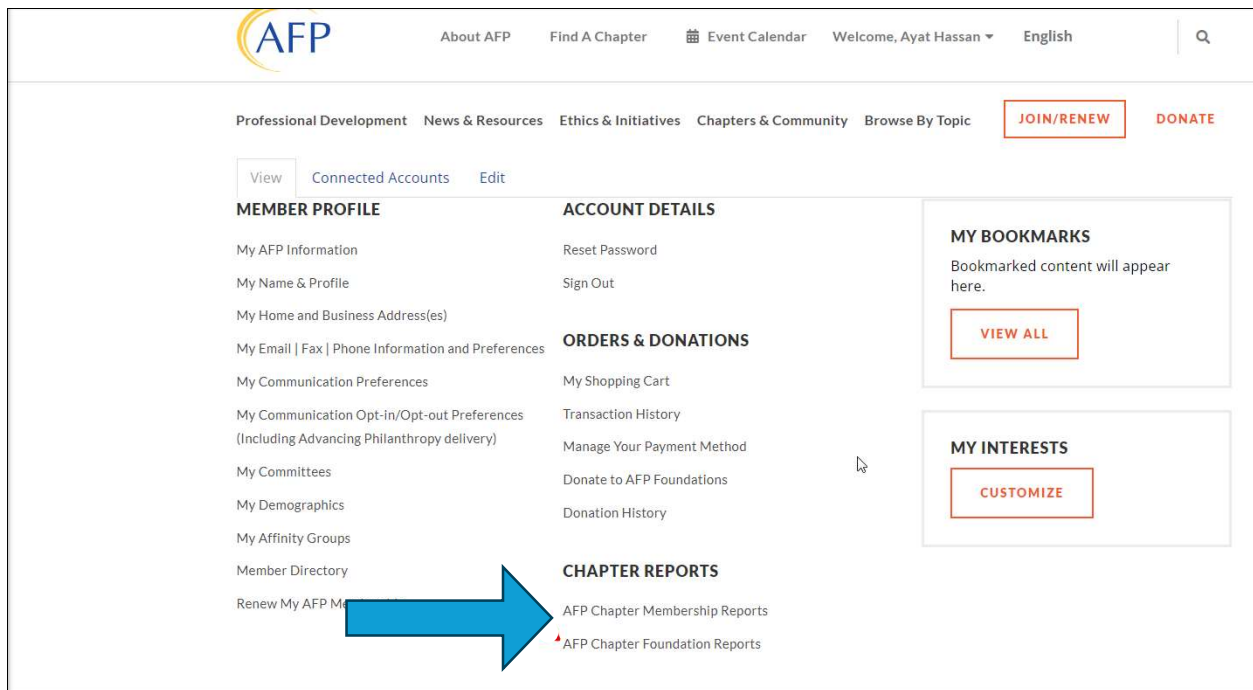 AFP
About AFP
Find A Chapter
Event Calendar
Welcome, Ayat Hassan
English
Professional Development
News & Resources
Ethics & Initiatives
Chapters & Community
Browse By Topic
JOIN/RENEW
DONATE
View
Connected Accounts
Edit
MEMBER PROFILE
My AFP Information
My Name & Profile
My Home and Business Address(es)
My Email | Fax | Phone Information and Preferences
My Communication Preferences
My Communication Opt-in/Opt-out Preferences
(Including Advancing Philanthropy delivery)
My Committees
My Demographics
My Affinity Groups
Member Directory
Renew My AFP
ACCOUNT DETAILS
Reset Password
Sign Out
ORDERS & DONATIONS
My Shopping Cart
Transaction History
Manage Your Payment Method
Donate to AFP Foundations
Donation History
CHAPTER REPORTS
AFP Chapter Membership Reports
AFP Chapter Foundation Reports
MY BOOKMARKS
Bookmarked content will appear
here.
VIEW ALL
MY INTERESTS
CUSTOMIZE